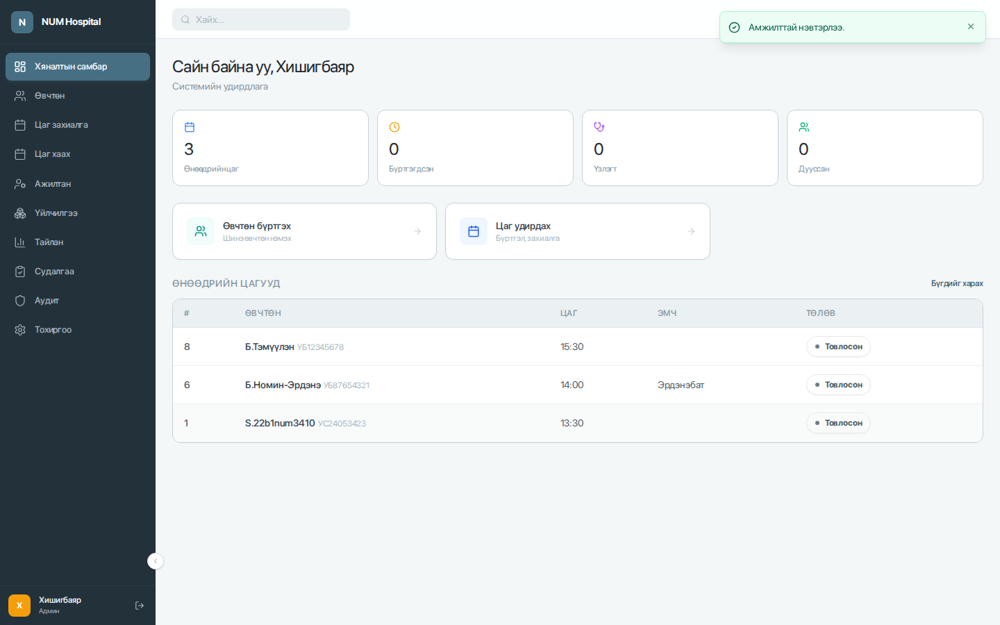 N NUM Hospital
Хяналтын самбар
Өвчтөн
Цаг захиалга
Цаг хаах
Ажилтан
Үйлчилгээ
Тайлан
Судалгаа
Аудит
Тохиргоо
X Хишигбаяр
Админ
Хайх...
Амжилттай нэвтэрлээ.
Сайн байна уу, Хишигбаяр
Системийн удирдлага
3
Өнөөдрийн цаг
0
Бүртгэгдсэн
0
Үзлэгт
0
Дууссан
Өвчтөн бүртгэх
Шинэ өвчтөн нэмэх
Цаг удирдах
Бүртгэл, захиалга
ӨНӨӨДРИЙН ЦАГУУД
Бүгдийг харах
# ӨВЧТӨН ЦАГ ЭМЧ ТӨЛӨВ
8 Б.Тэмүүлэн УБ12345678 15:30 Товлосон
6 Б.Номин-Эрдэнэ УБ87654321 14:00 Эрдэнэбат Товлосон
1 S.22b1num3410 УС24053423 13:30 Товлосон